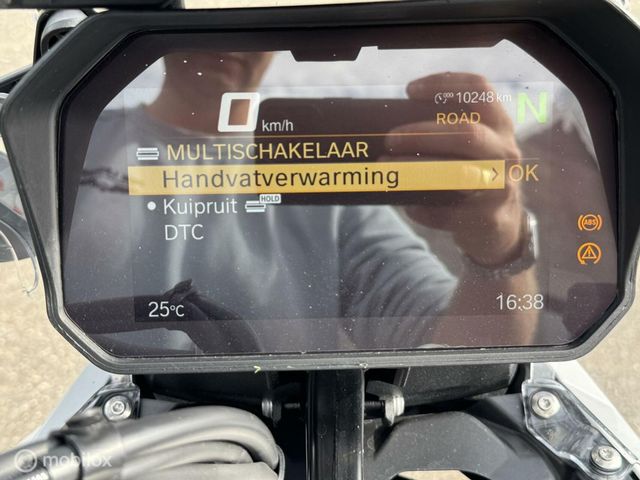 0 km/h
10248 km
ROAD
N
MULTISCHAKELAAR
Handvatverwarming > OK
• Kuipruit HOLD
DTC
ABS
25°C
16:38
mobilox